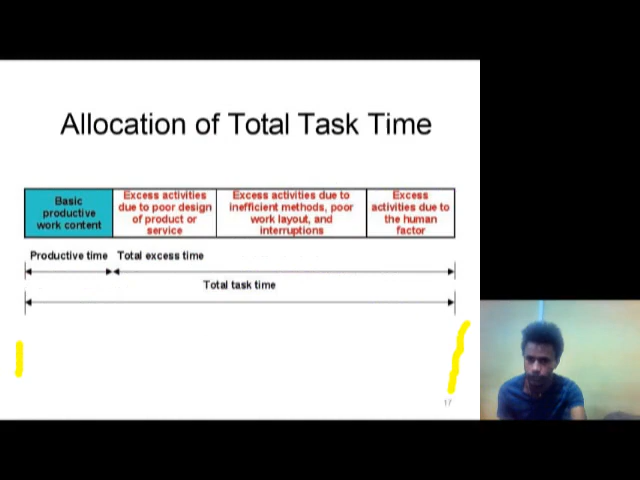 Allocation of Total Task Time
Basic
productive
work content
Excess activities
due to poor design
of product or
service
Excess activities due to
inefficient methods, poor
work layout, and
interruptions
Excess
activities due to
the human
factor
Productive time
Total excess time
Total task time
17